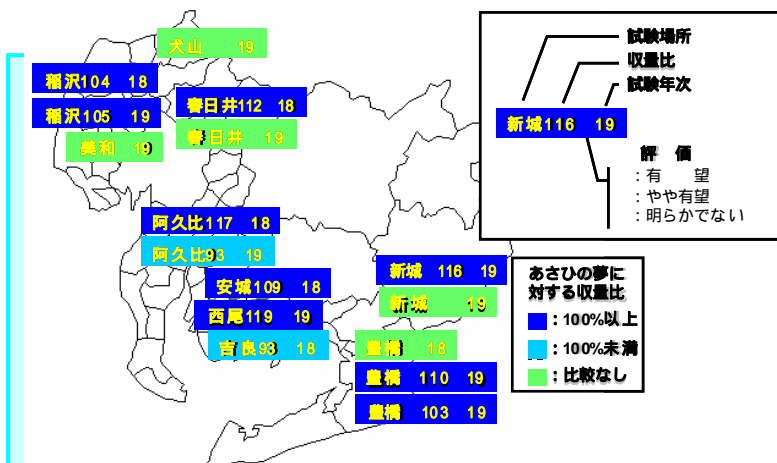 犬山 19
稲沢104 18
稲沢105 19
春日井112 18
春日井 19
美和 19
阿久比117 18
阿久比93 19
安城109 18
西尾119 19
吉良93 18
新城 116 19
新城 19
豊橋 18
豊橋 110 19
豊橋 103 19
試験場所
収量比
試験年次
新城116 19
評 価
：有 望
：やや有望
：明らかでない
あさひの夢に
対する収量比
：100%以上
：100%未満
：比較なし